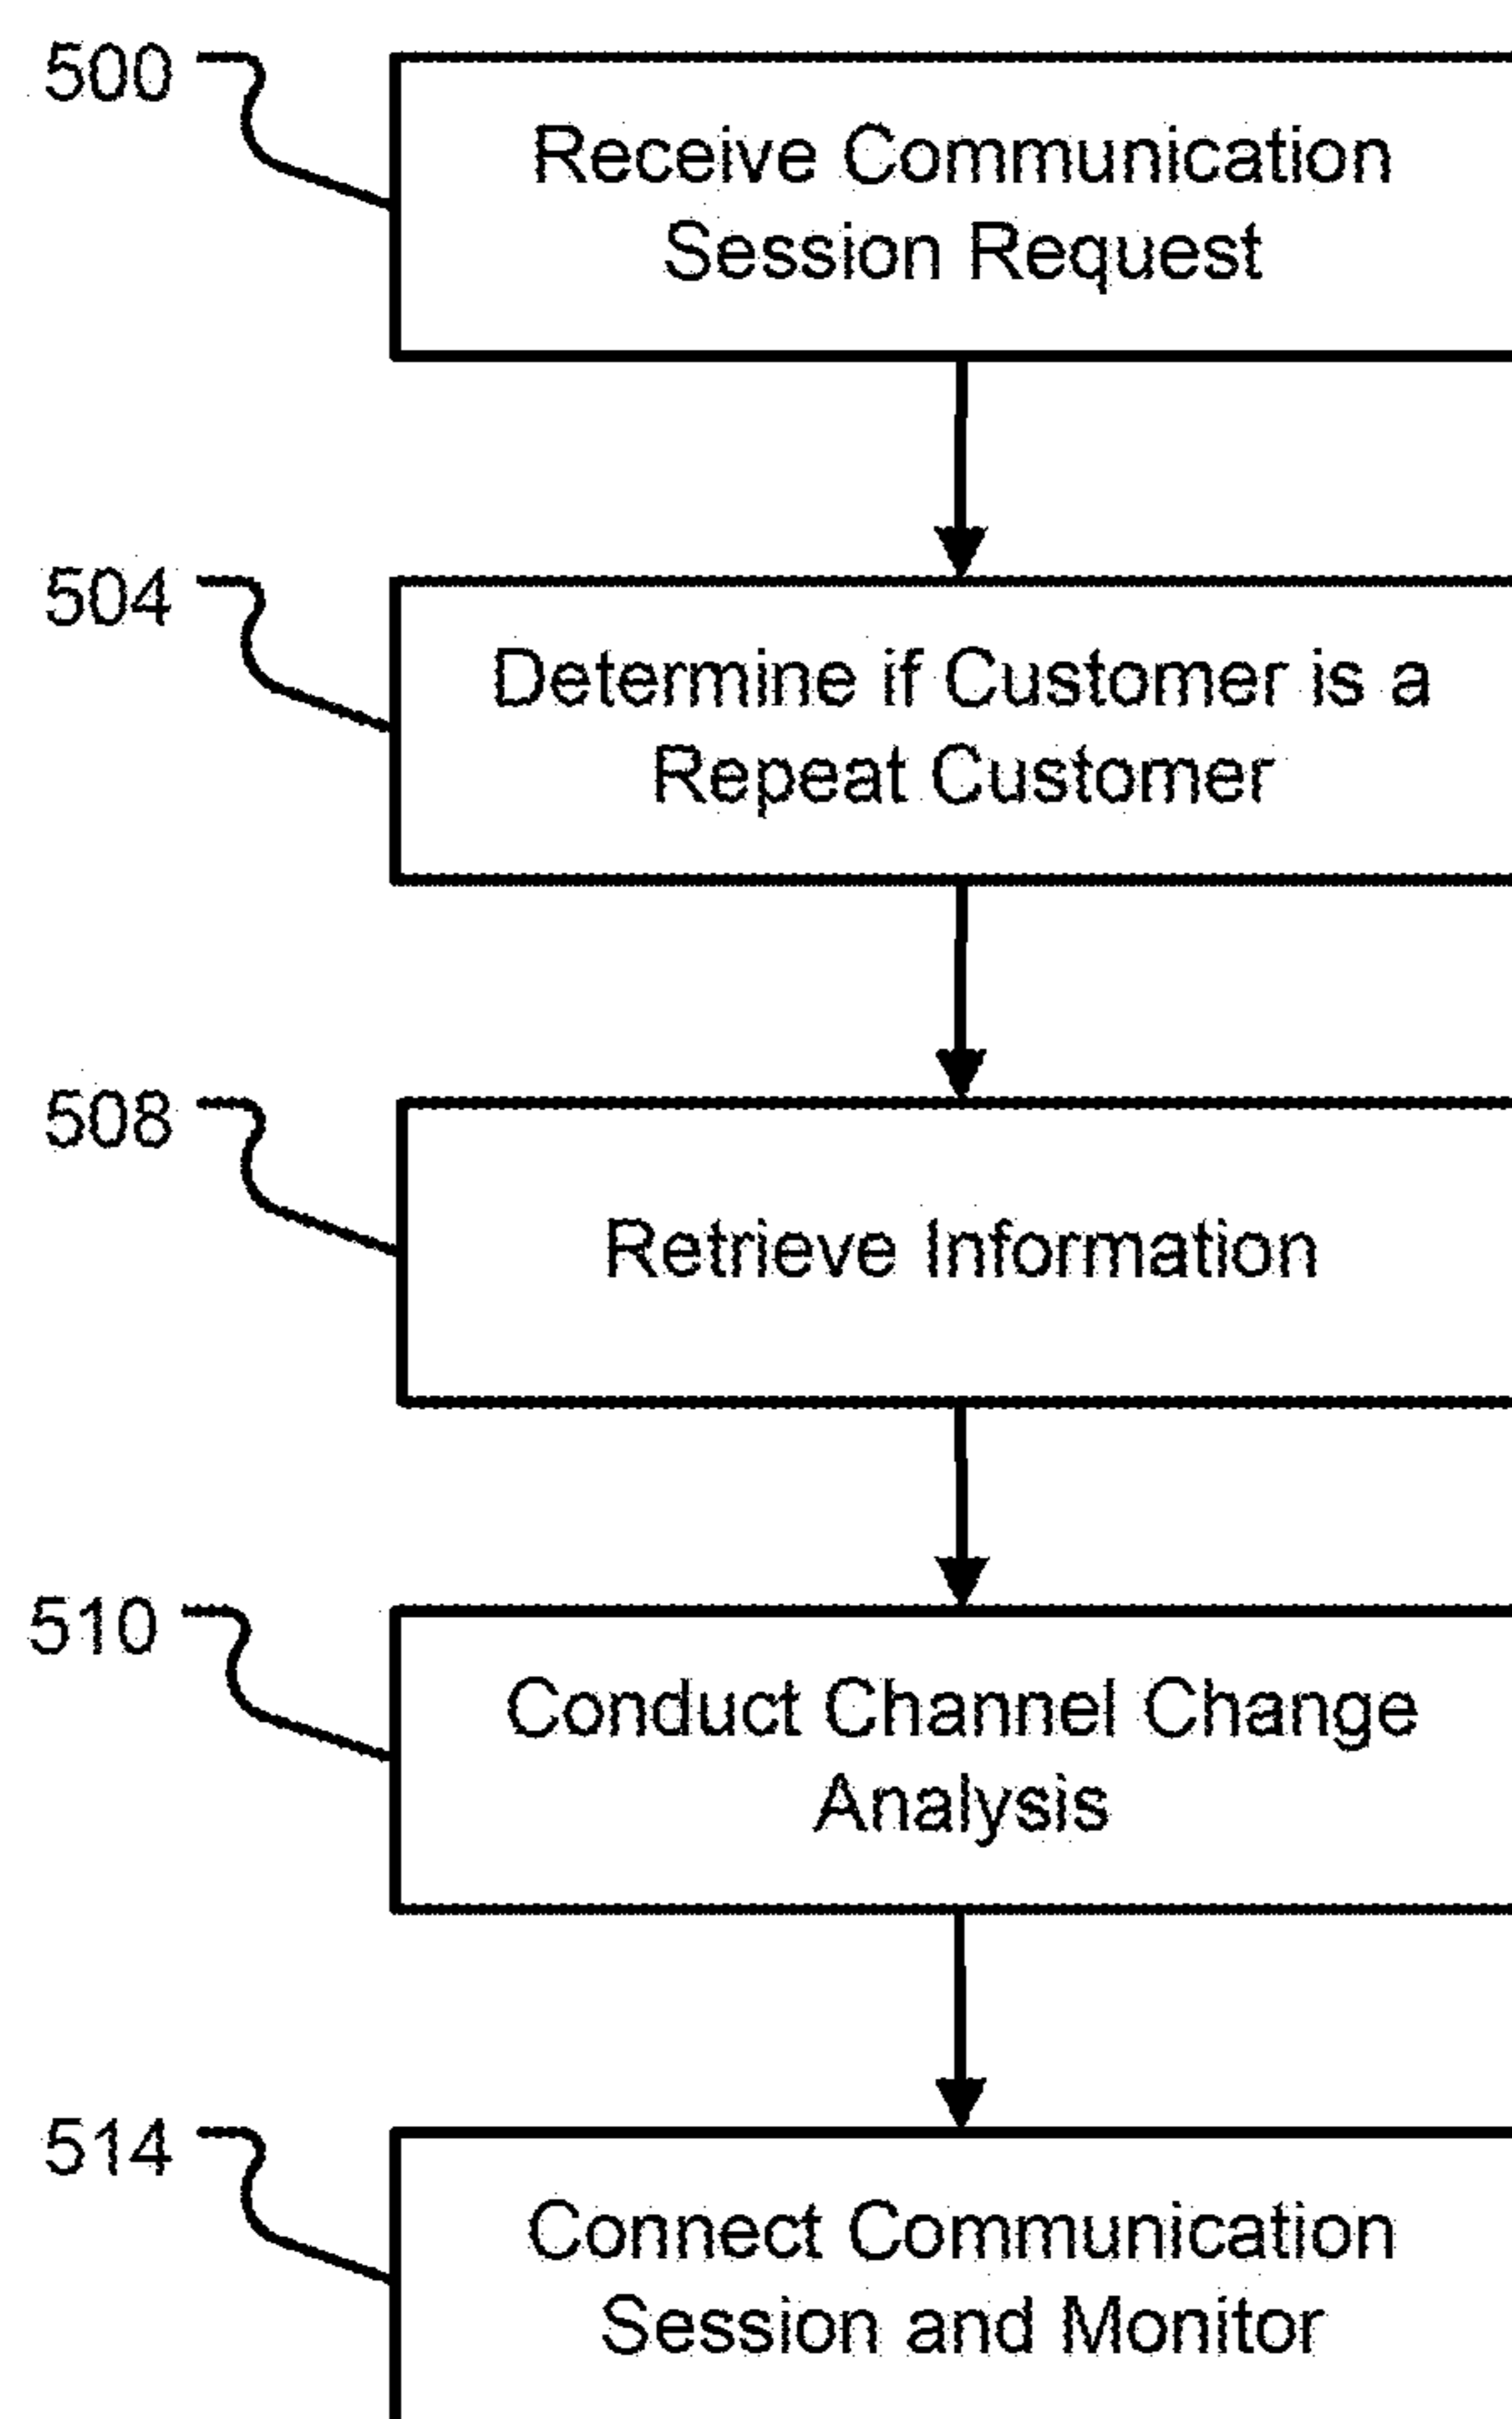 500
Receive Communication
Session Request
504
Determine if Customer is a
Repeat Customer
508
Retrieve Information
510
Conduct Channel Change
Analysis
514
Connect Communication
Session and Monitor